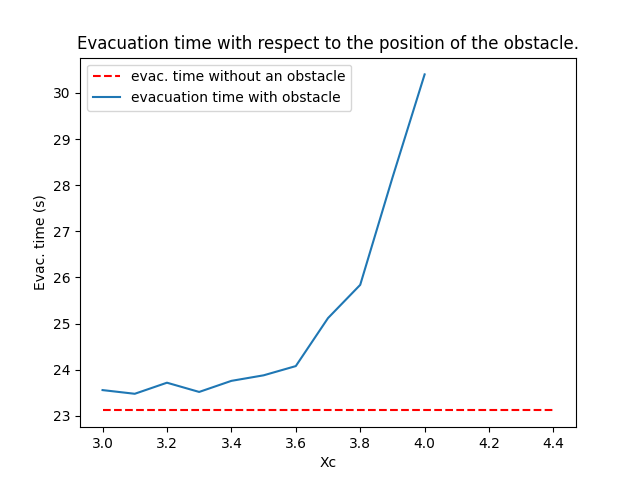 Evacuation time with respect to the position of the obstacle.
evac. time without an obstacle
evacuation time with obstacle
30
29
28
27
26
25
24
23
Evac. time (s)
3.0 3.2 3.4 3.6 3.8 4.0 4.2 4.4
Xc